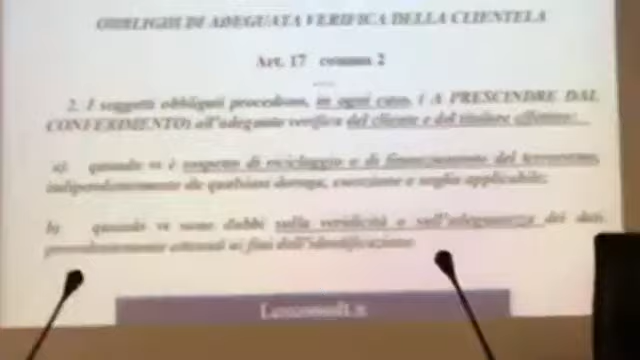 OBBLIGHI DI ADEGUATA VERIFICA DELLA CLIENTELA
Art. 17 comma 2
2. I soggetti obbligati procedono, in ogni caso, ( A PRESCINDRE DAL
CONFERIMENTO) all'adeguata verifica del cliente e del titolare effettivo:
a) quando vi è sospetto di riciclaggio o di finanziamento del terrorismo,
indipendentemente da qualsiasi deroga, esenzione o soglia applicabile;
b) quando vi sono dubbi sulla veridicità o sull'adeguatezza dei dati
precedentemente ottenuti ai fini dell'identificazione